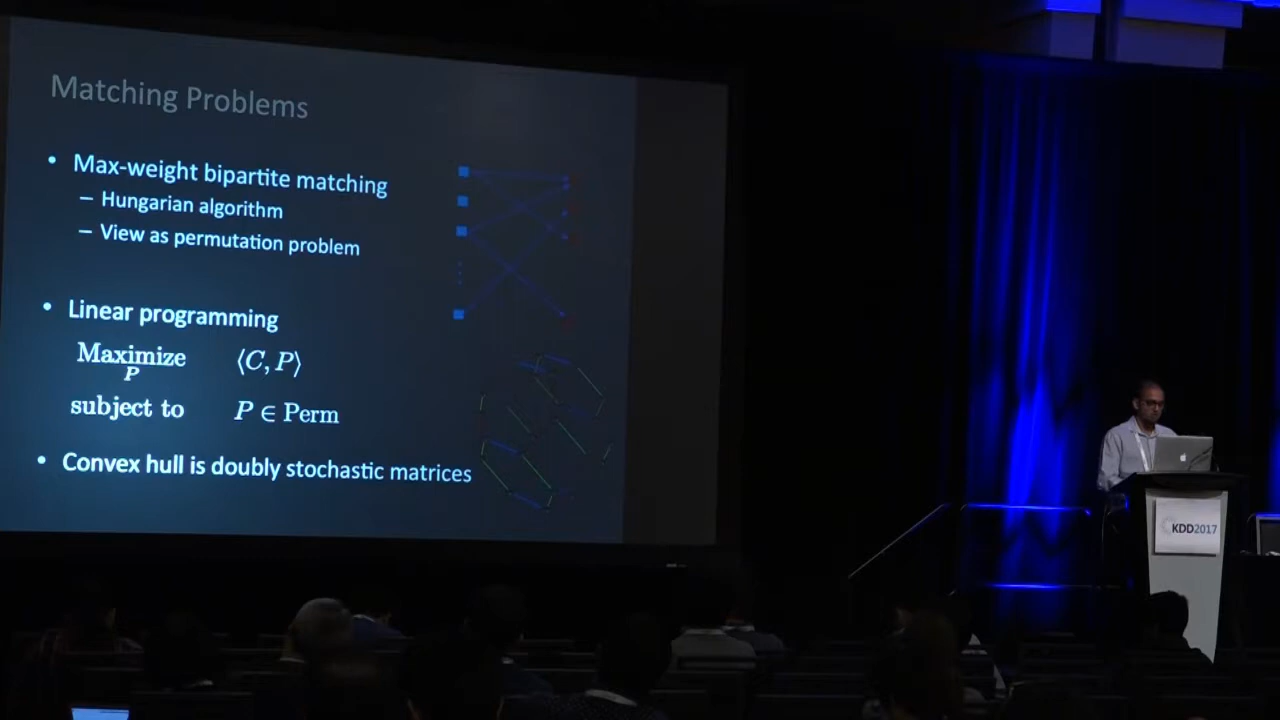 Matching Problems
• Max-weight bipartite matching
– Hungarian algorithm
– View as permutation problem
• Linear programming
Maximize ⟨C, P⟩
P
subject to P ∈ Perm
• Convex hull is doubly stochastic matrices
KDD2017